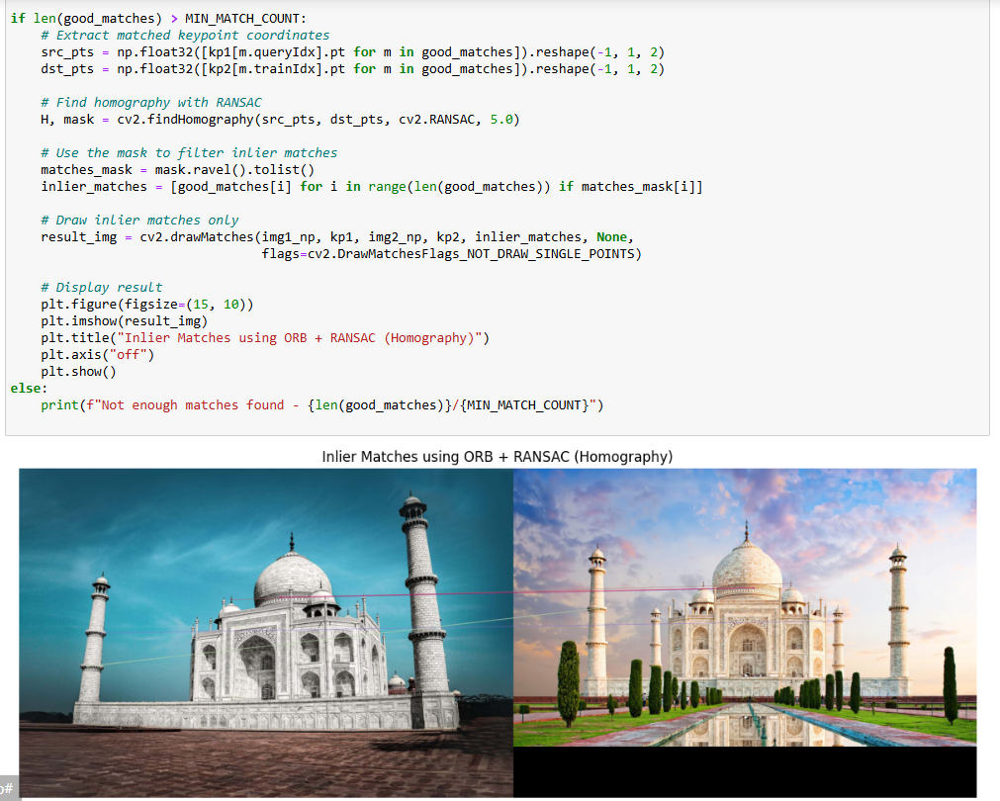 if len(good_matches) > MIN_MATCH_COUNT:
    # Extract matched keypoint coordinates
    src_pts = np.float32([kp1[m.queryIdx].pt for m in good_matches]).reshape(-1, 1, 2)
    dst_pts = np.float32([kp2[m.trainIdx].pt for m in good_matches]).reshape(-1, 1, 2)
    # Find homography with RANSAC
    H, mask = cv2.findHomography(src_pts, dst_pts, cv2.RANSAC, 5.0)
    # Use the mask to filter inlier matches
    matches_mask = mask.ravel().tolist()
    inlier_matches = [good_matches[i] for i in range(len(good_matches)) if matches_mask[i]]
    # Draw inlier matches only
    result_img = cv2.drawMatches(img1_np, kp1, img2_np, kp2, inlier_matches, None,
                                 flags=cv2.DrawMatchesFlags_NOT_DRAW_SINGLE_POINTS)
    # Display result
    plt.figure(figsize=(15, 10))
    plt.imshow(result_img)
    plt.title("Inlier Matches using ORB + RANSAC (Homography)")
    plt.axis("off")
    plt.show()
else:
    print(f"Not enough matches found - {len(good_matches)}/{MIN_MATCH_COUNT}")
Inlier Matches using ORB + RANSAC (Homography)